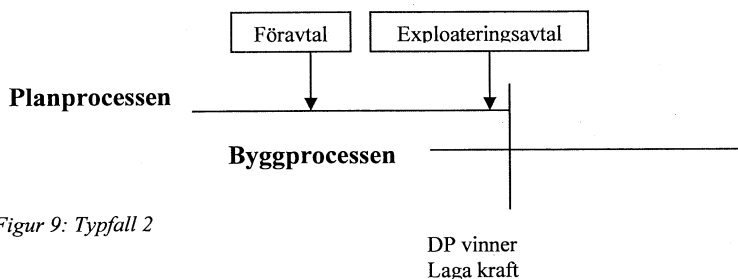 Föravtal
Exploateringsavtal
Planprocessen
Byggprocessen
Figur 9: Typfall 2
DP vinner
Laga kraft